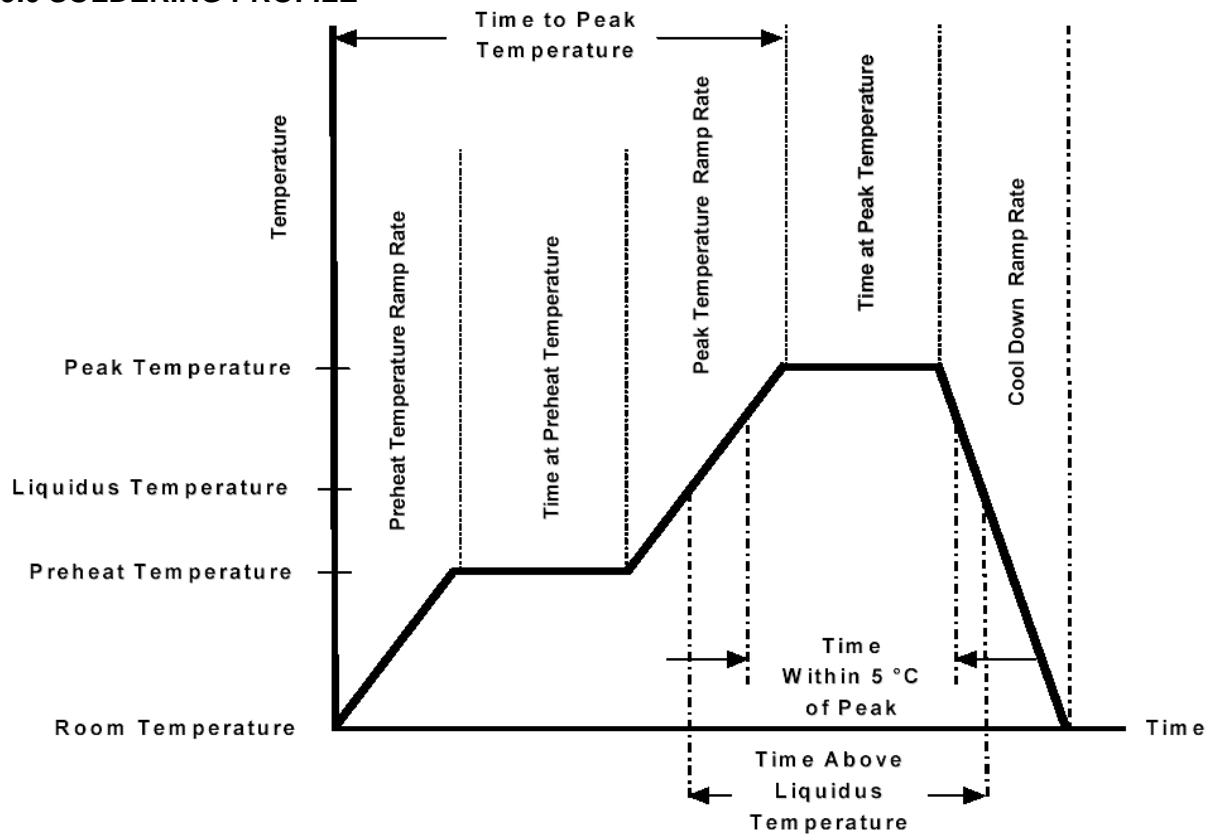 SOLDERING PROFILE
Time to Peak
Temperature
Temperature
Preheat Temperature Ramp Rate
Time at Preheat Temperature
Peak Temperature Ramp Rate
Time at Peak Temperature
Cool Down Ramp Rate
Peak Temperature
Liquidus Temperature
Preheat Temperature
Room Temperature
Time
Within 5 °C
of Peak
Time
Time Above
Liquidus
Temperature